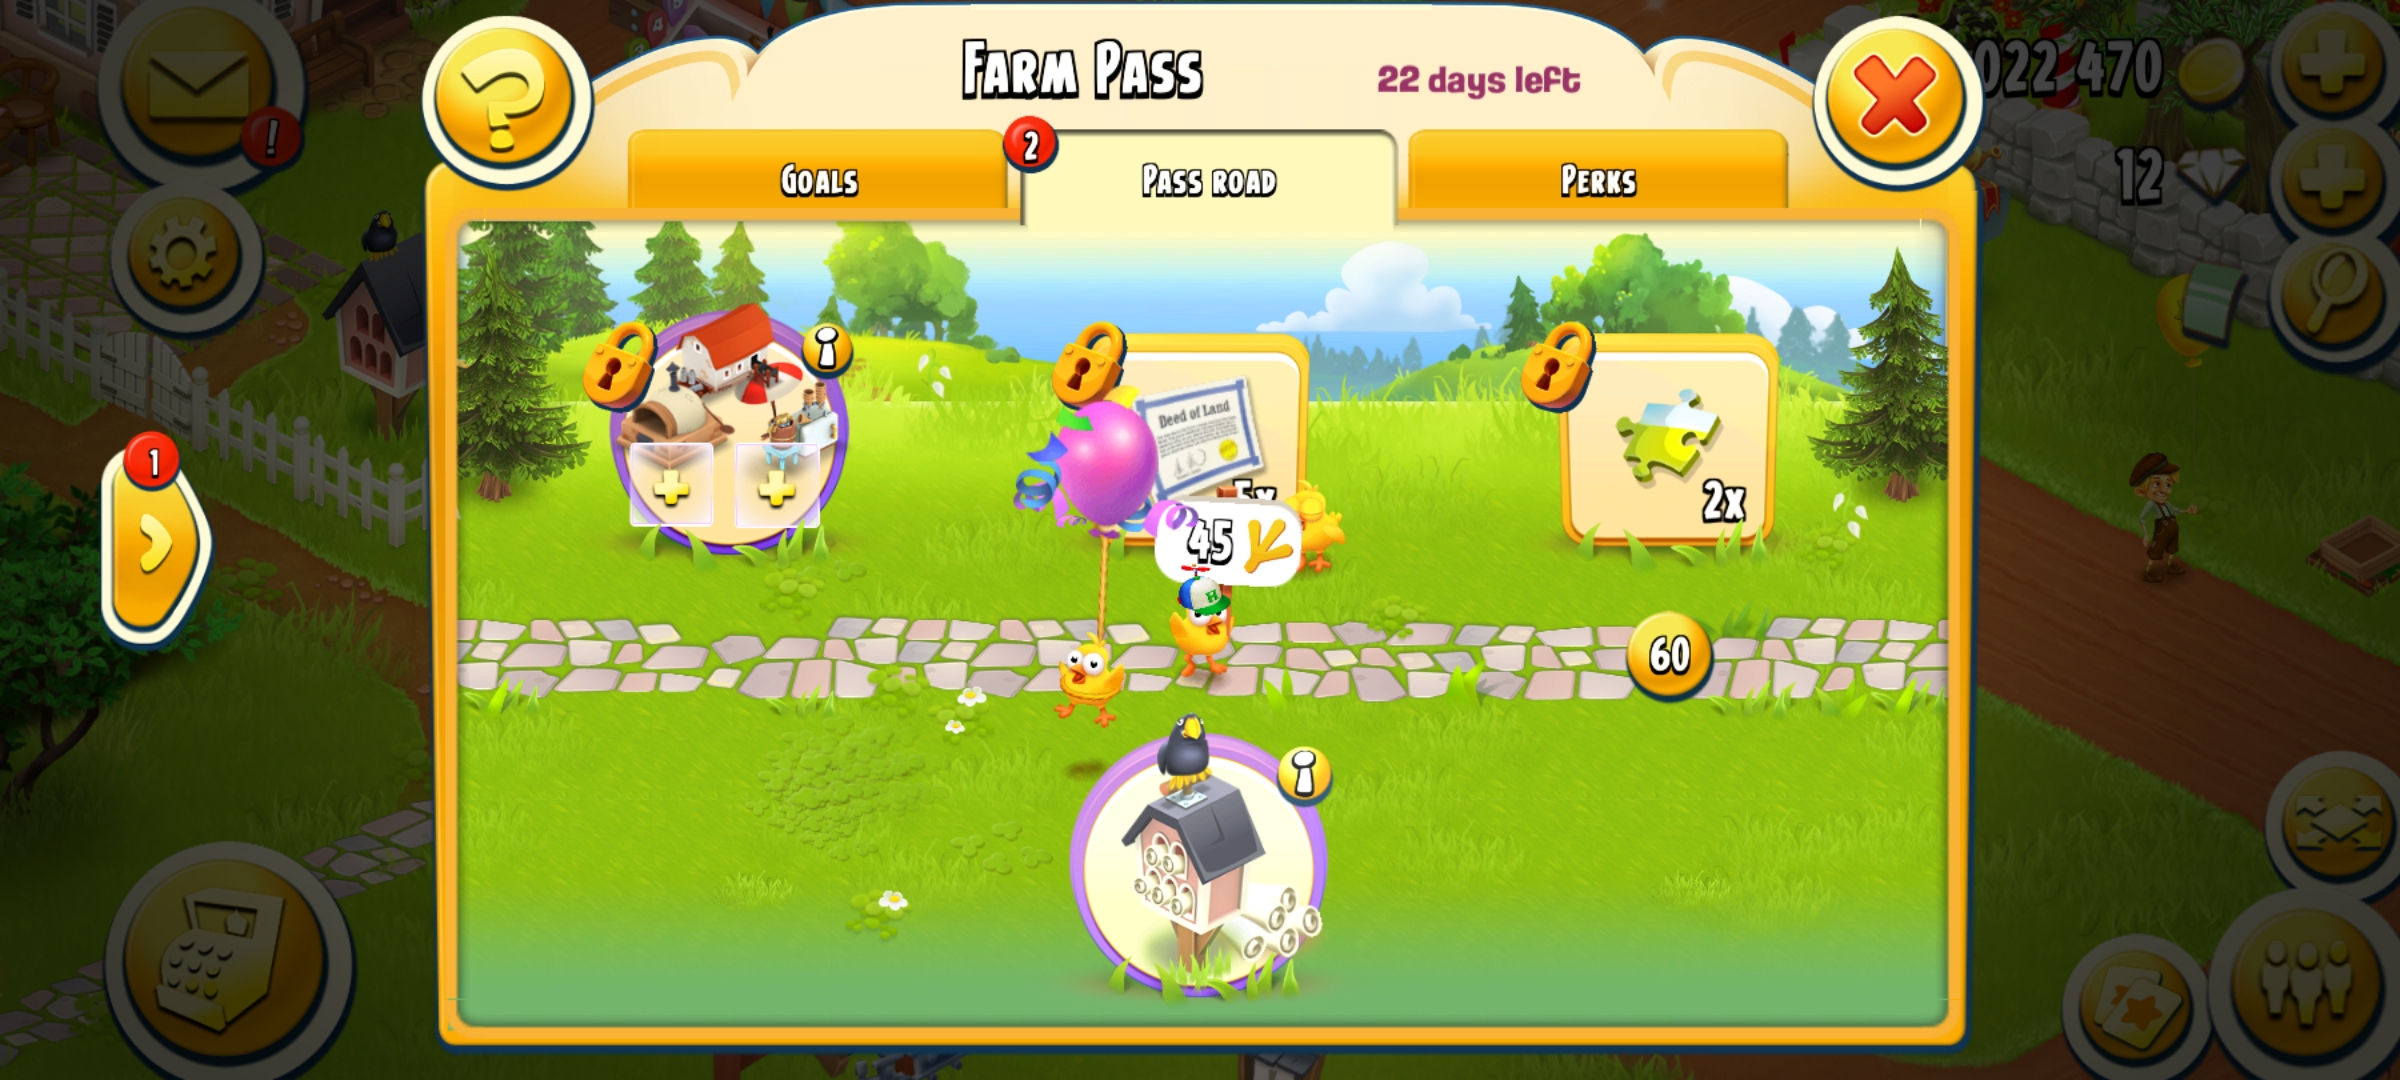 FARM PASS
22 days left
022 470
12
!
2
GOALS
PASS ROAD
PERKS
1
Deed of Land
5x
2x
45
H
60